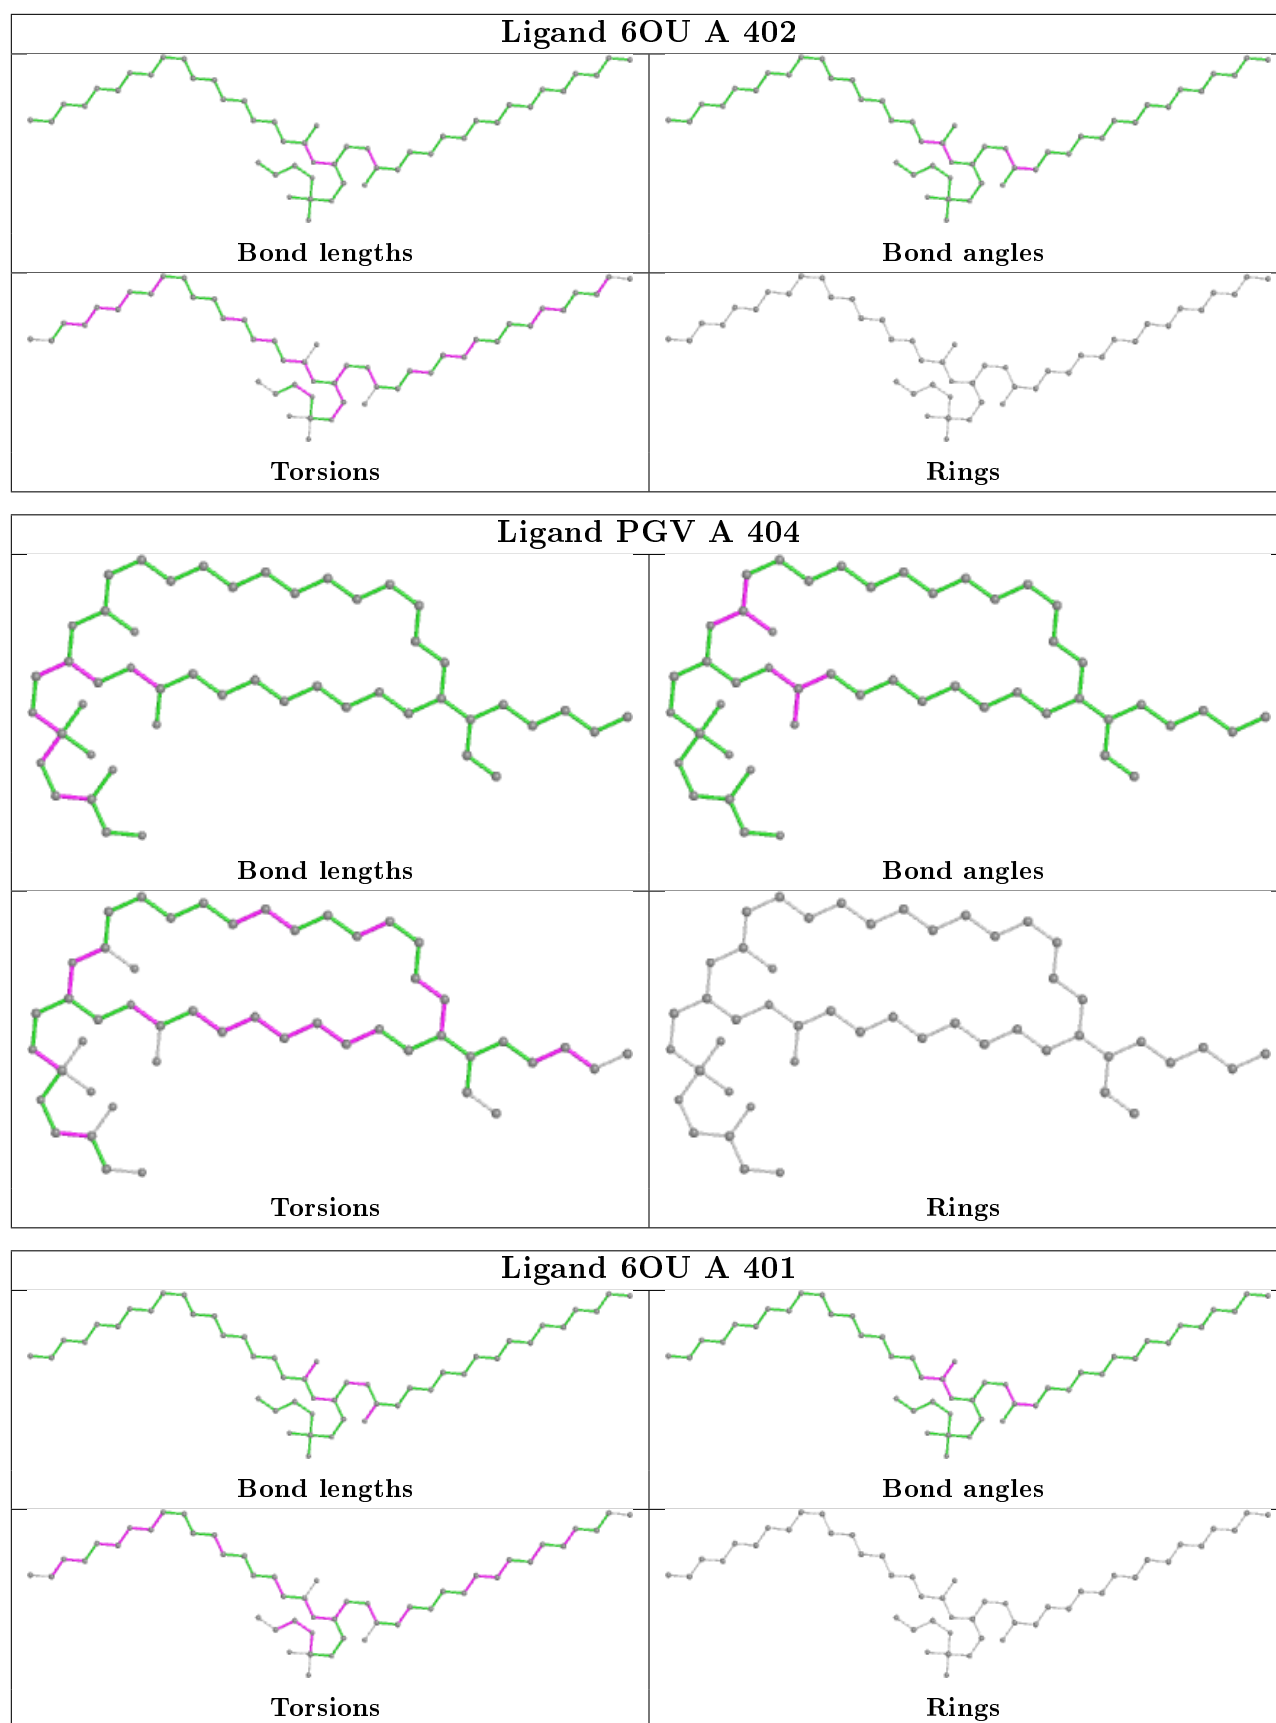 Ligand 6OU A 402
Bond lengths
Bond angles
Torsions
Rings
Ligand PGV A 404
Bond lengths
Bond angles
Torsions
Rings
Ligand 6OU A 401
Bond lengths
Bond angles
Torsions
Rings